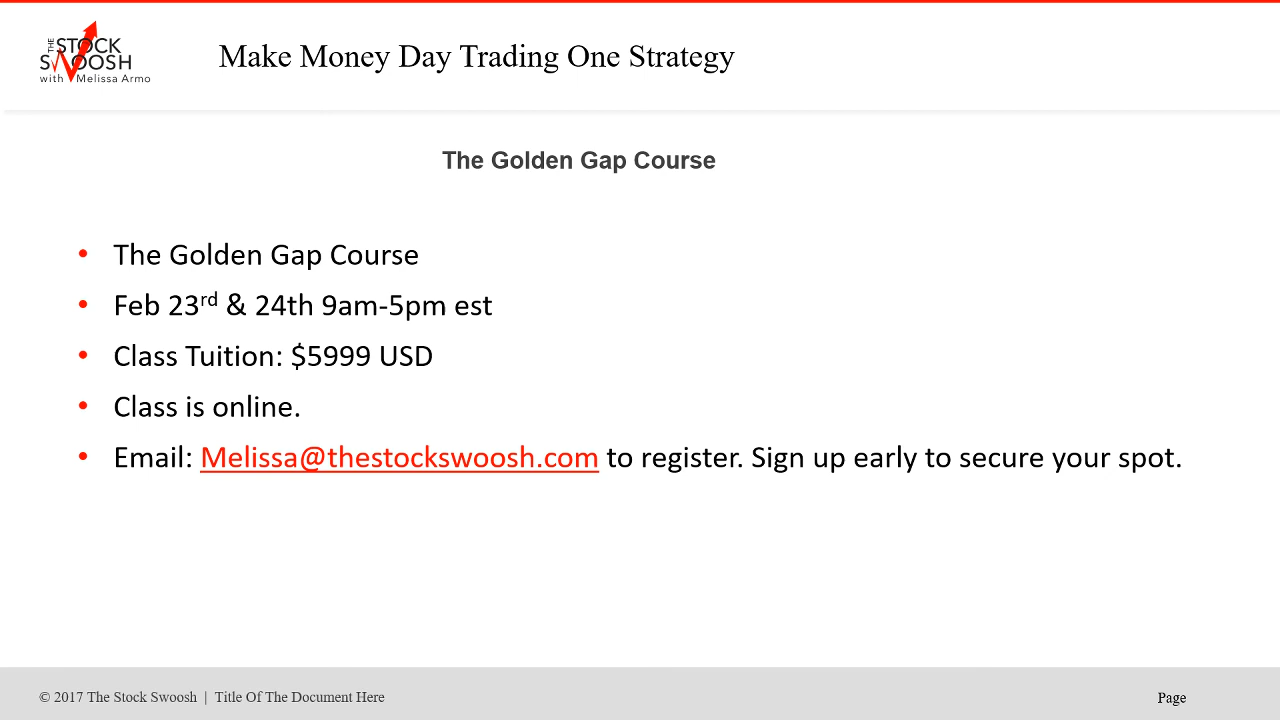 THE STOCK
SWOOSH
with Melissa Armo
Make Money Day Trading One Strategy
The Golden Gap Course
• The Golden Gap Course
• Feb 23rd & 24th 9am-5pm est
• Class Tuition: $5999 USD
• Class is online.
• Email: Melissa@thestockswoosh.com to register. Sign up early to secure your spot.
© 2017 The Stock Swoosh | Title Of The Document Here
Page